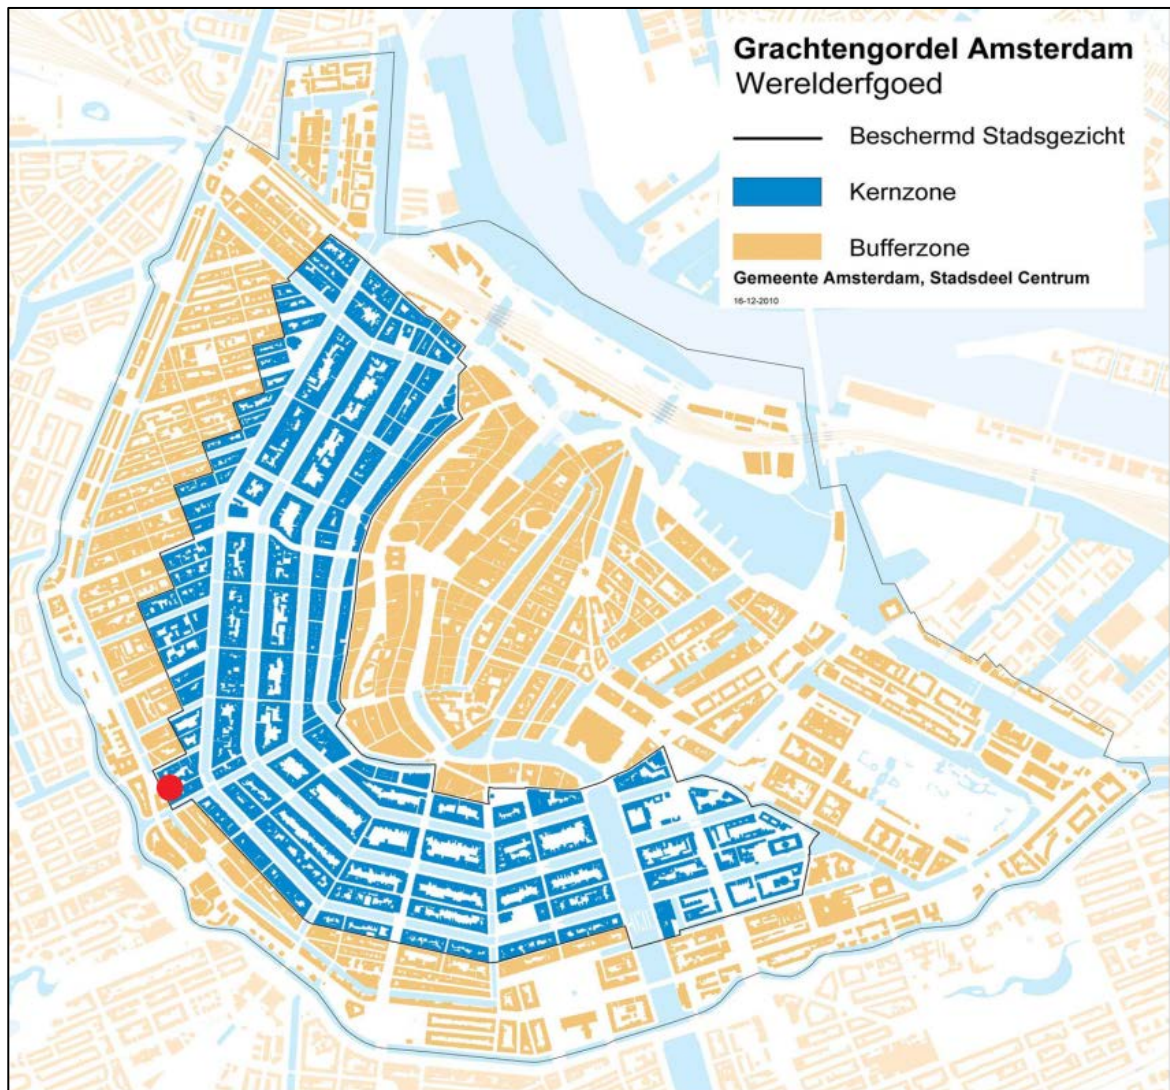 Grachtengordel Amsterdam
Werelderfgoed
Beschermd Stadsgezicht
Kernzone
Bufferzone
Gemeente Amsterdam, Stadsdeel Centrum
16-12-2010